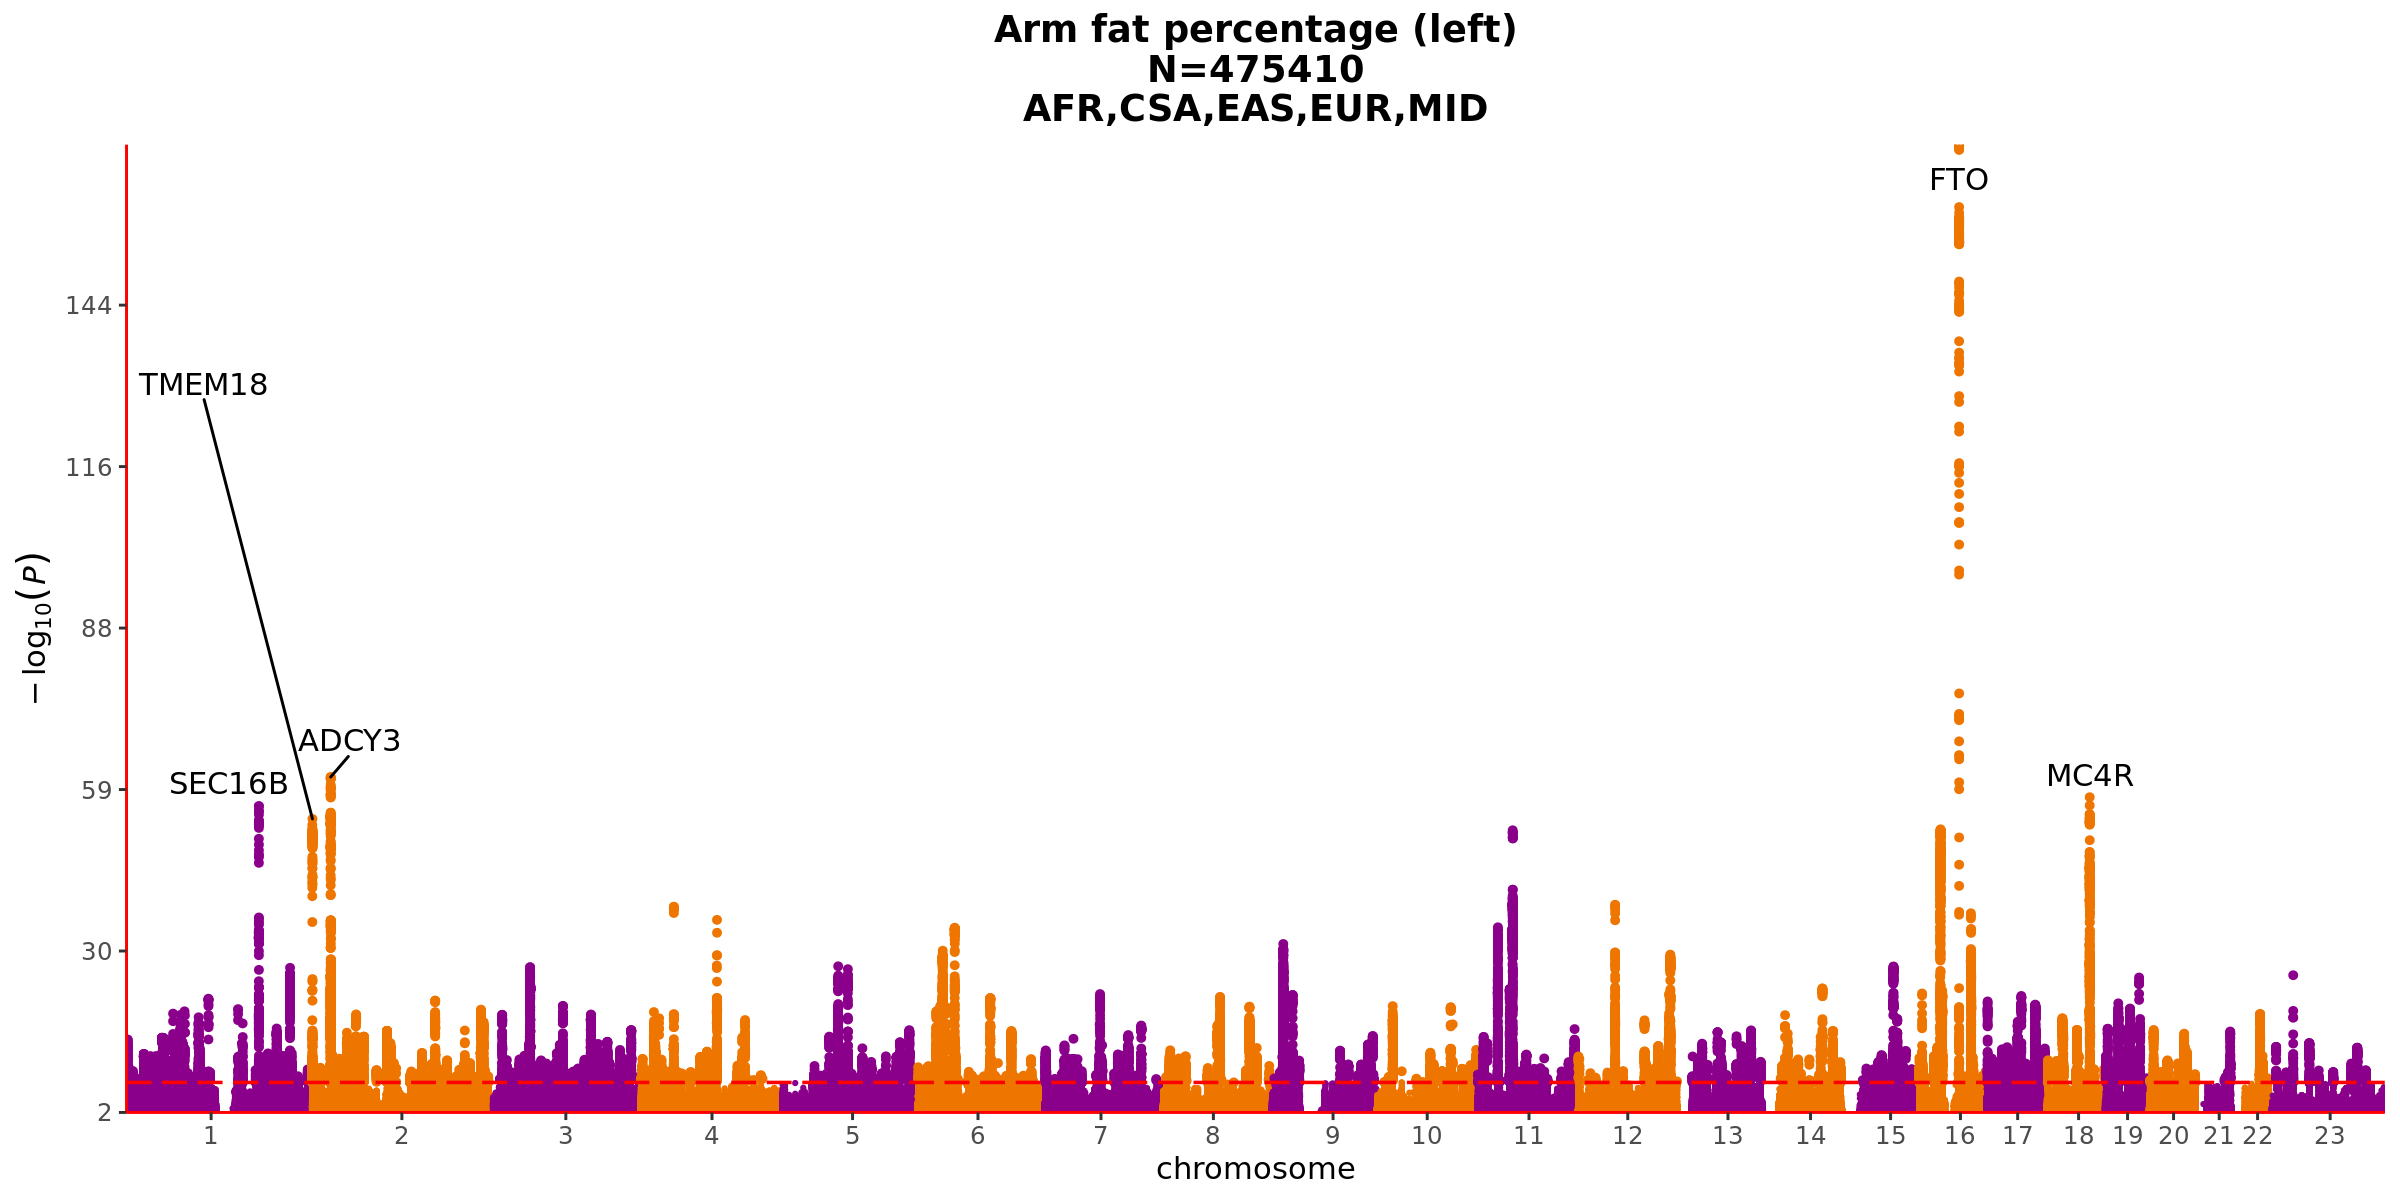 Arm fat percentage (left)
N=475410
AFR,CSA,EAS,EUR,MID
FTO
144
TMEM18
116
−log10(P)
88
ADCY3
SEC16B
MC4R
59
30
2
1 2 3 4 5 6 7 8 9 10 11 12 13 14 15 16 17 18 19 20 21 22 23
chromosome